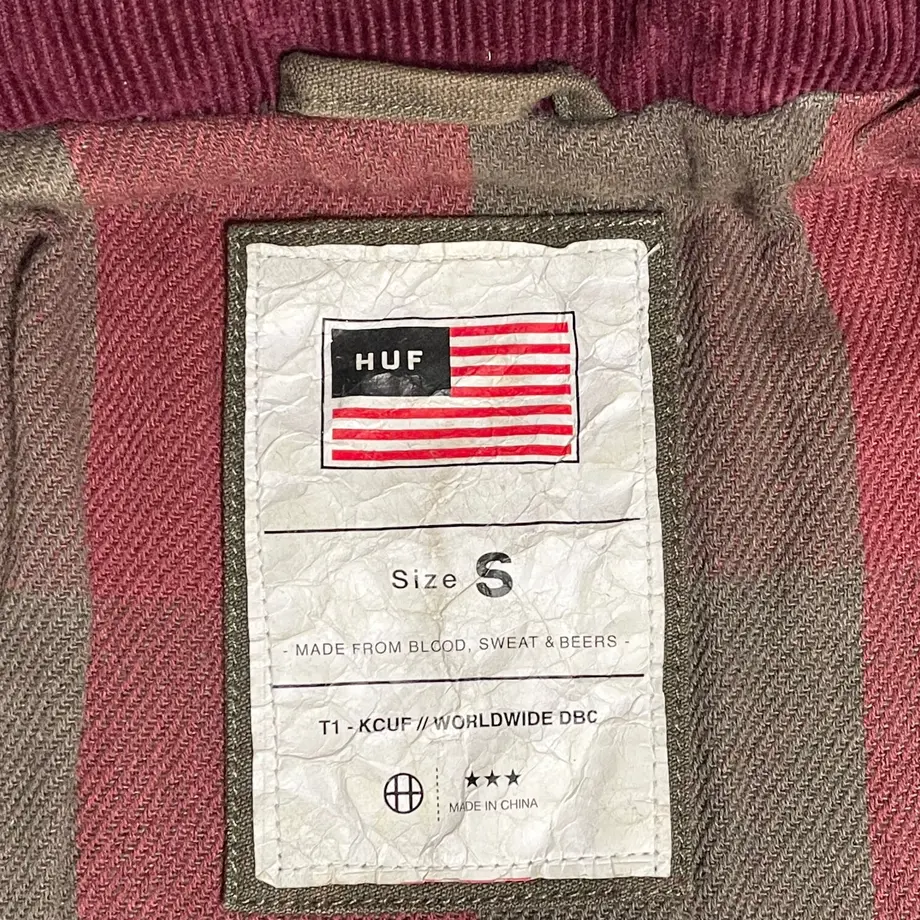 HUF
Size S
- MADE FROM BLOOD, SWEAT & BEERS -
T1 - KCUF // WORLDWIDE DBC
MADE IN CHINA